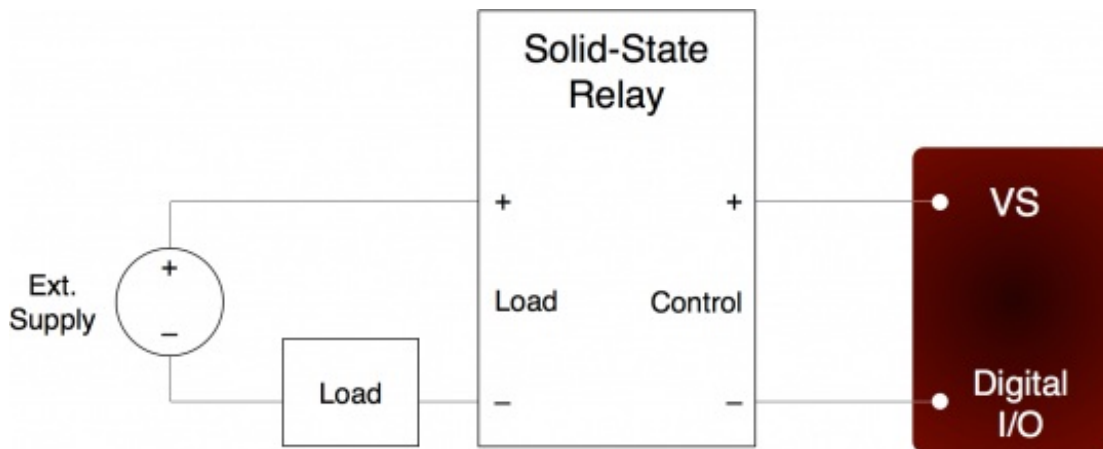 Solid-State
Relay
+
+
VS
+
Ext.
Supply
Load
Control
−
Load
−
−
Digital
I/O